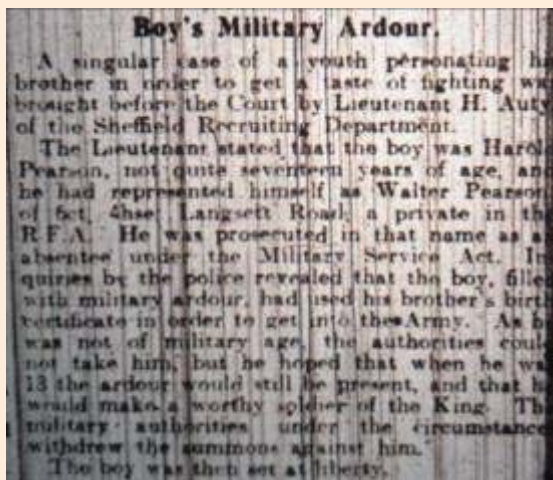 Boy's Military Ardour.
A singular case of a youth personating hi
brother in order to get a taste of fighting wa
brought before the Court by Lieutenant H. Auty
of the Sheffield Recruiting Department.
The Lieutenant stated that the boy was Harold
Pearson, not quite seventeen years of age, and
he had represented himself as Walter Pearson
of 6ct, 4hse, Langsett Road, a private in the
R.F.A. He was prosecuted in that name as a
absentee under the Military Service Act. In
quiries by the police revealed that the boy, filled
with military ardour, had used his brother's birth
certificate in order to get into the Army. As he
was not of military age, the authorities could
not take him, but he hoped that when he wa
the ardour would still be present, and that h
would make a worthy soldier of the King. The
military authorities under the circumstance
withdrew the summons against him.
The boy was then set at liberty.